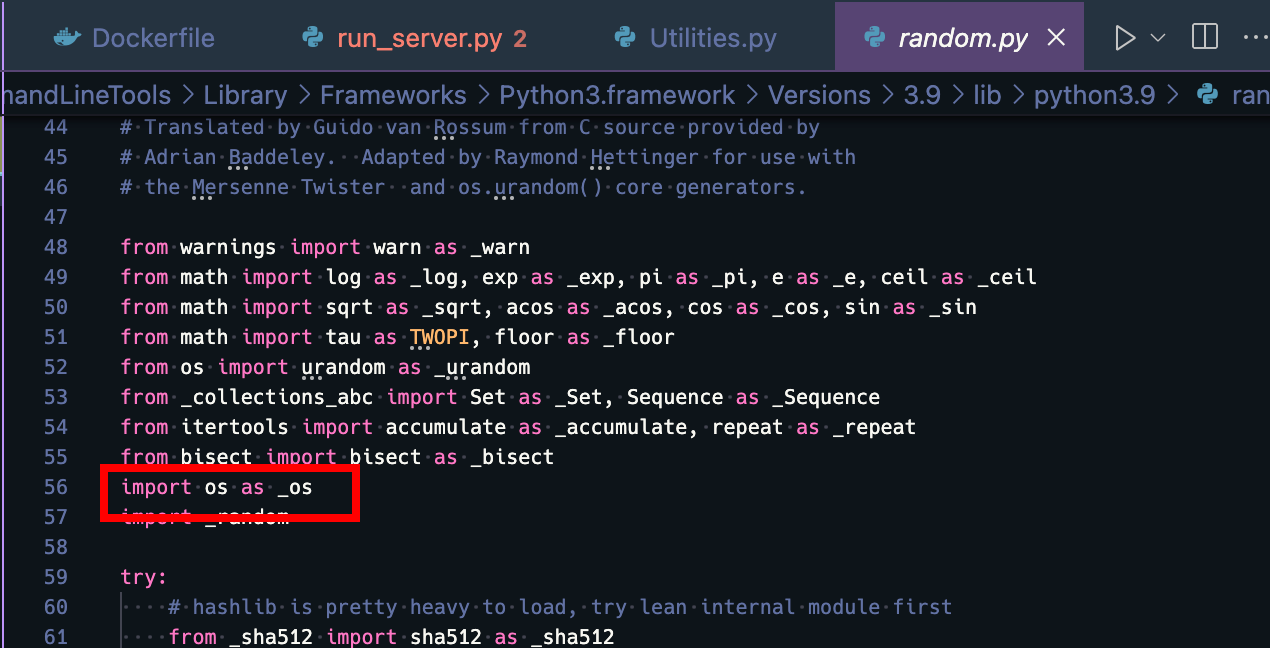 Dockerfile run_server.py 2 Utilities.py random.py
andLineTools > Library > Frameworks > Python3.framework > Versions > 3.9 > lib > python3.9 > ran
44 # Translated by Guido van Rossum from C source provided by
45 # Adrian Baddeley.  Adapted by Raymond Hettinger for use with
46 # the Mersenne Twister  and os.urandom() core generators.
47
48 from warnings import warn as _warn
49 from math import log as _log, exp as _exp, pi as _pi, e as _e, ceil as _ceil
50 from math import sqrt as _sqrt, acos as _acos, cos as _cos, sin as _sin
51 from math import tau as TWOPI, floor as _floor
52 from os import urandom as _urandom
53 from _collections_abc import Set as _Set, Sequence as _Sequence
54 from itertools import accumulate as _accumulate, repeat as _repeat
55 from bisect import bisect as _bisect
56 import os as _os
57 import _random
58
59 try:
60     # hashlib is pretty heavy to load, try lean internal module first
61     from _sha512 import sha512 as _sha512